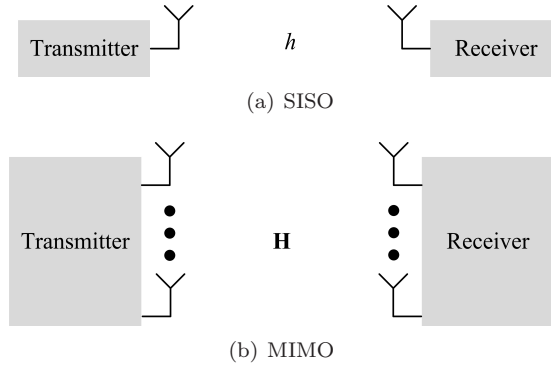 Transmitter h Receiver
(a) SISO
Transmitter H Receiver
(b) MIMO